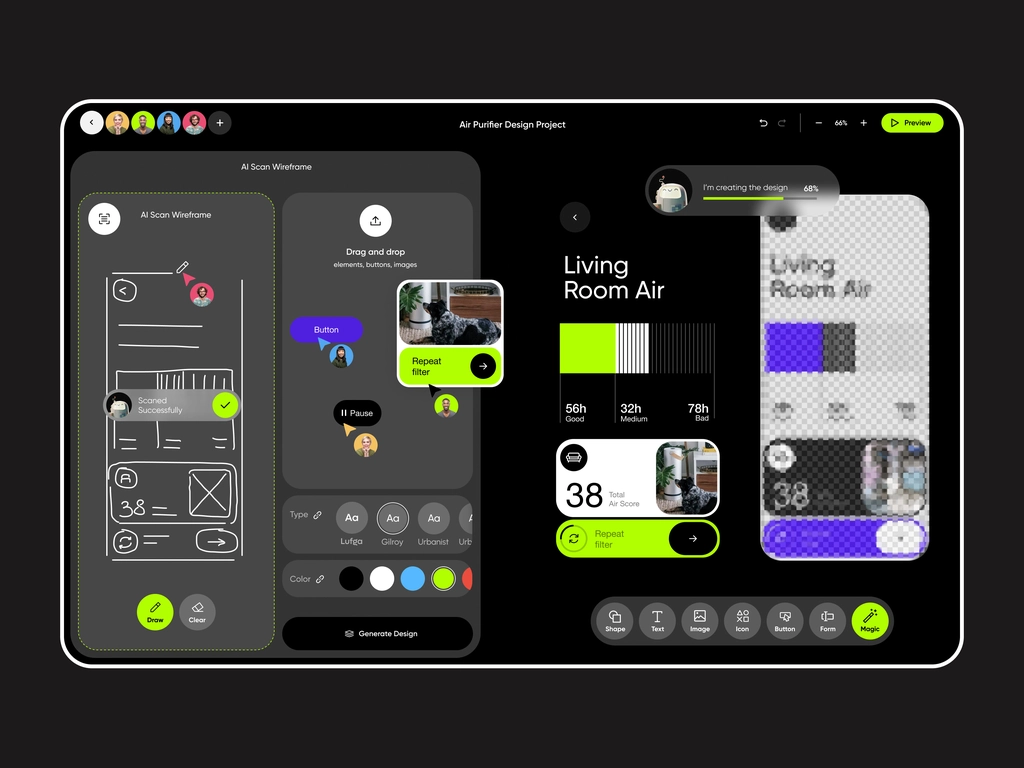 Air Purifier Design Project
66%
Preview
AI Scan Wireframe
AI Scan Wireframe
Scaned
Successfully
38
Draw
Clear
Drag and drop
elements, buttons, images
Button
Repeat
filter
Pause
Type
Aa
Aa
Aa
A
Lufga
Gilroy
Urbanist
Urb
Color
Generate Design
I'm creating the design
68%
Living
Room Air
56h
Good
32h
Medium
78h
Bad
38
Total
Air Score
Repeat
filter
Living
Room Air
38
Shape
Text
Image
Icon
Button
Form
Magic